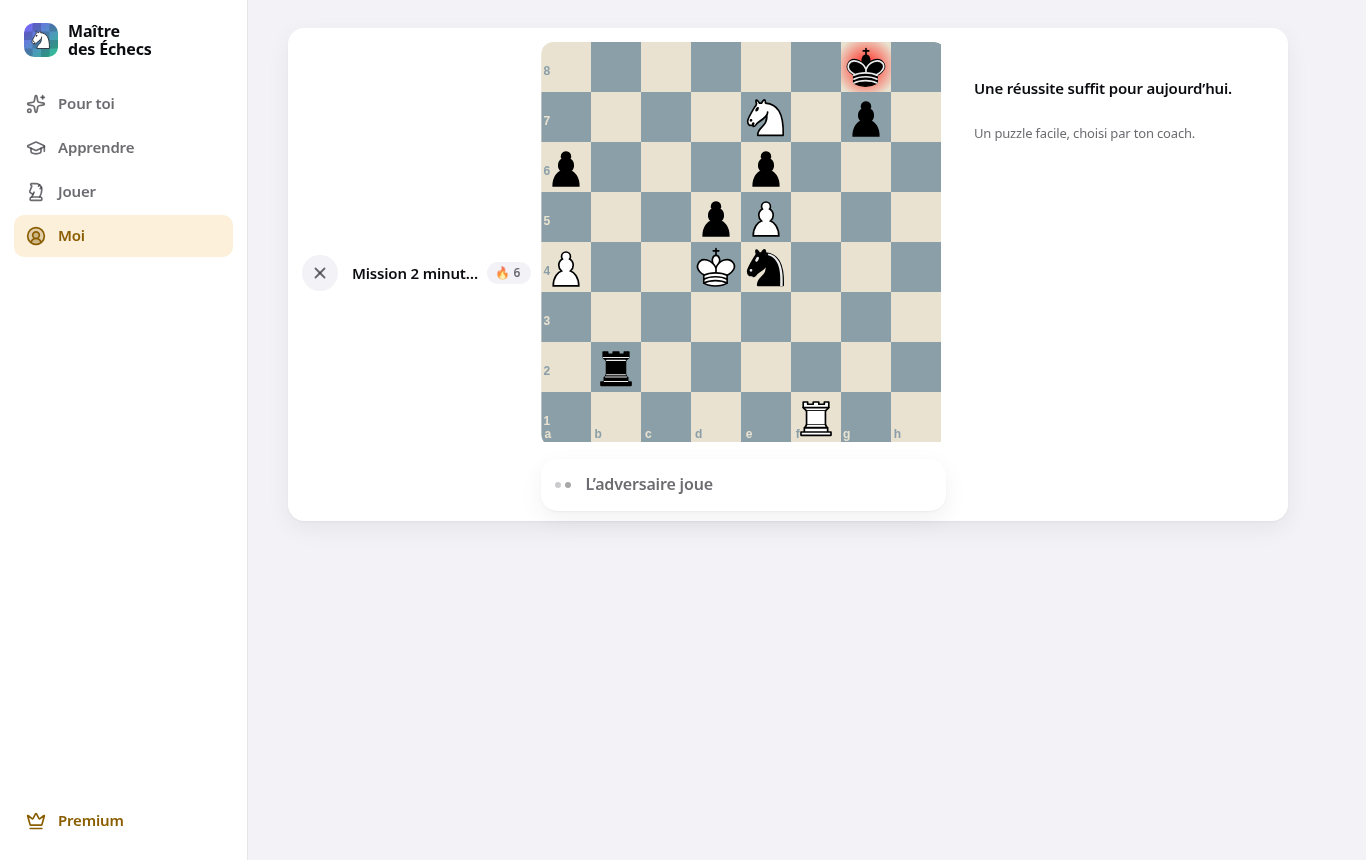 Maître
des Échecs
Pour toi
Apprendre
Jouer
Moi
Premium
Mission 2 minut...
🔥 6
8
7
6
5
4
3
2
1
a b c d e f g h
L’adversaire joue
Une réussite suffit pour aujourd’hui.
Un puzzle facile, choisi par ton coach.